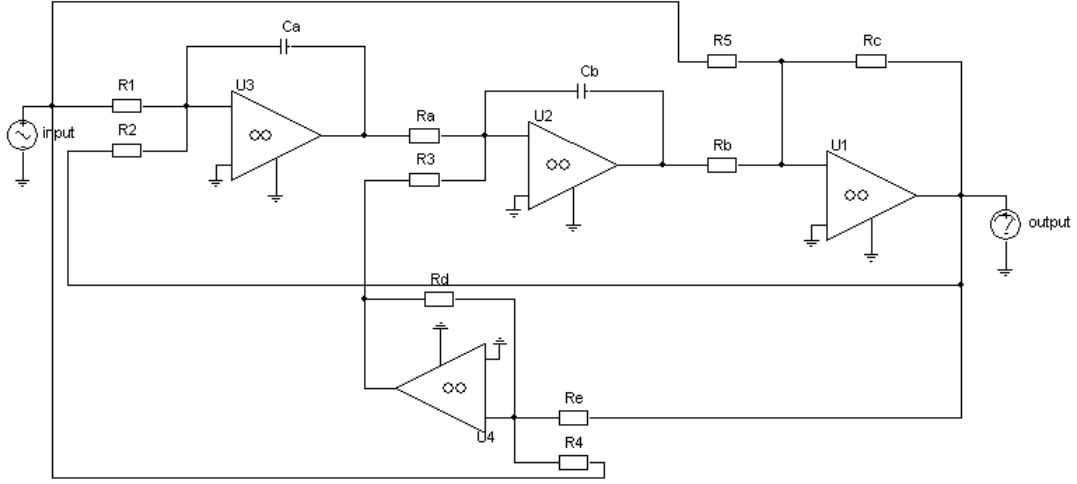 Ca
R5
Rc
R1
U3
Cb
input
R2
Ra
U2
R3
Rb
U1
output
Rd
Re
U4
R4